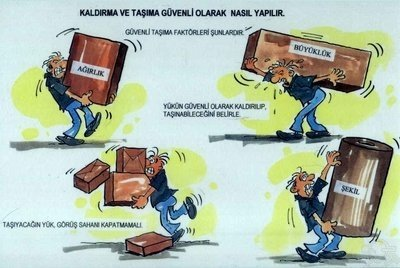 KALDIRMA VE TAŞIMA GÜVENLİ OLARAK NASIL YAPILIR.
GÜVENLİ TAŞIMA FAKTÖRLERİ ŞUNLARDIR.
AĞIRLIK
BÜYÜKLÜK
YÜKÜN GÜVENLİ OLARAK KALDIRILIP,
TAŞINABİLECEĞİNİ BELİRLE.
ŞEKİL
TAŞIYACAĞIN YÜK, GÖRÜŞ SAHANI KAPATMAMALI.